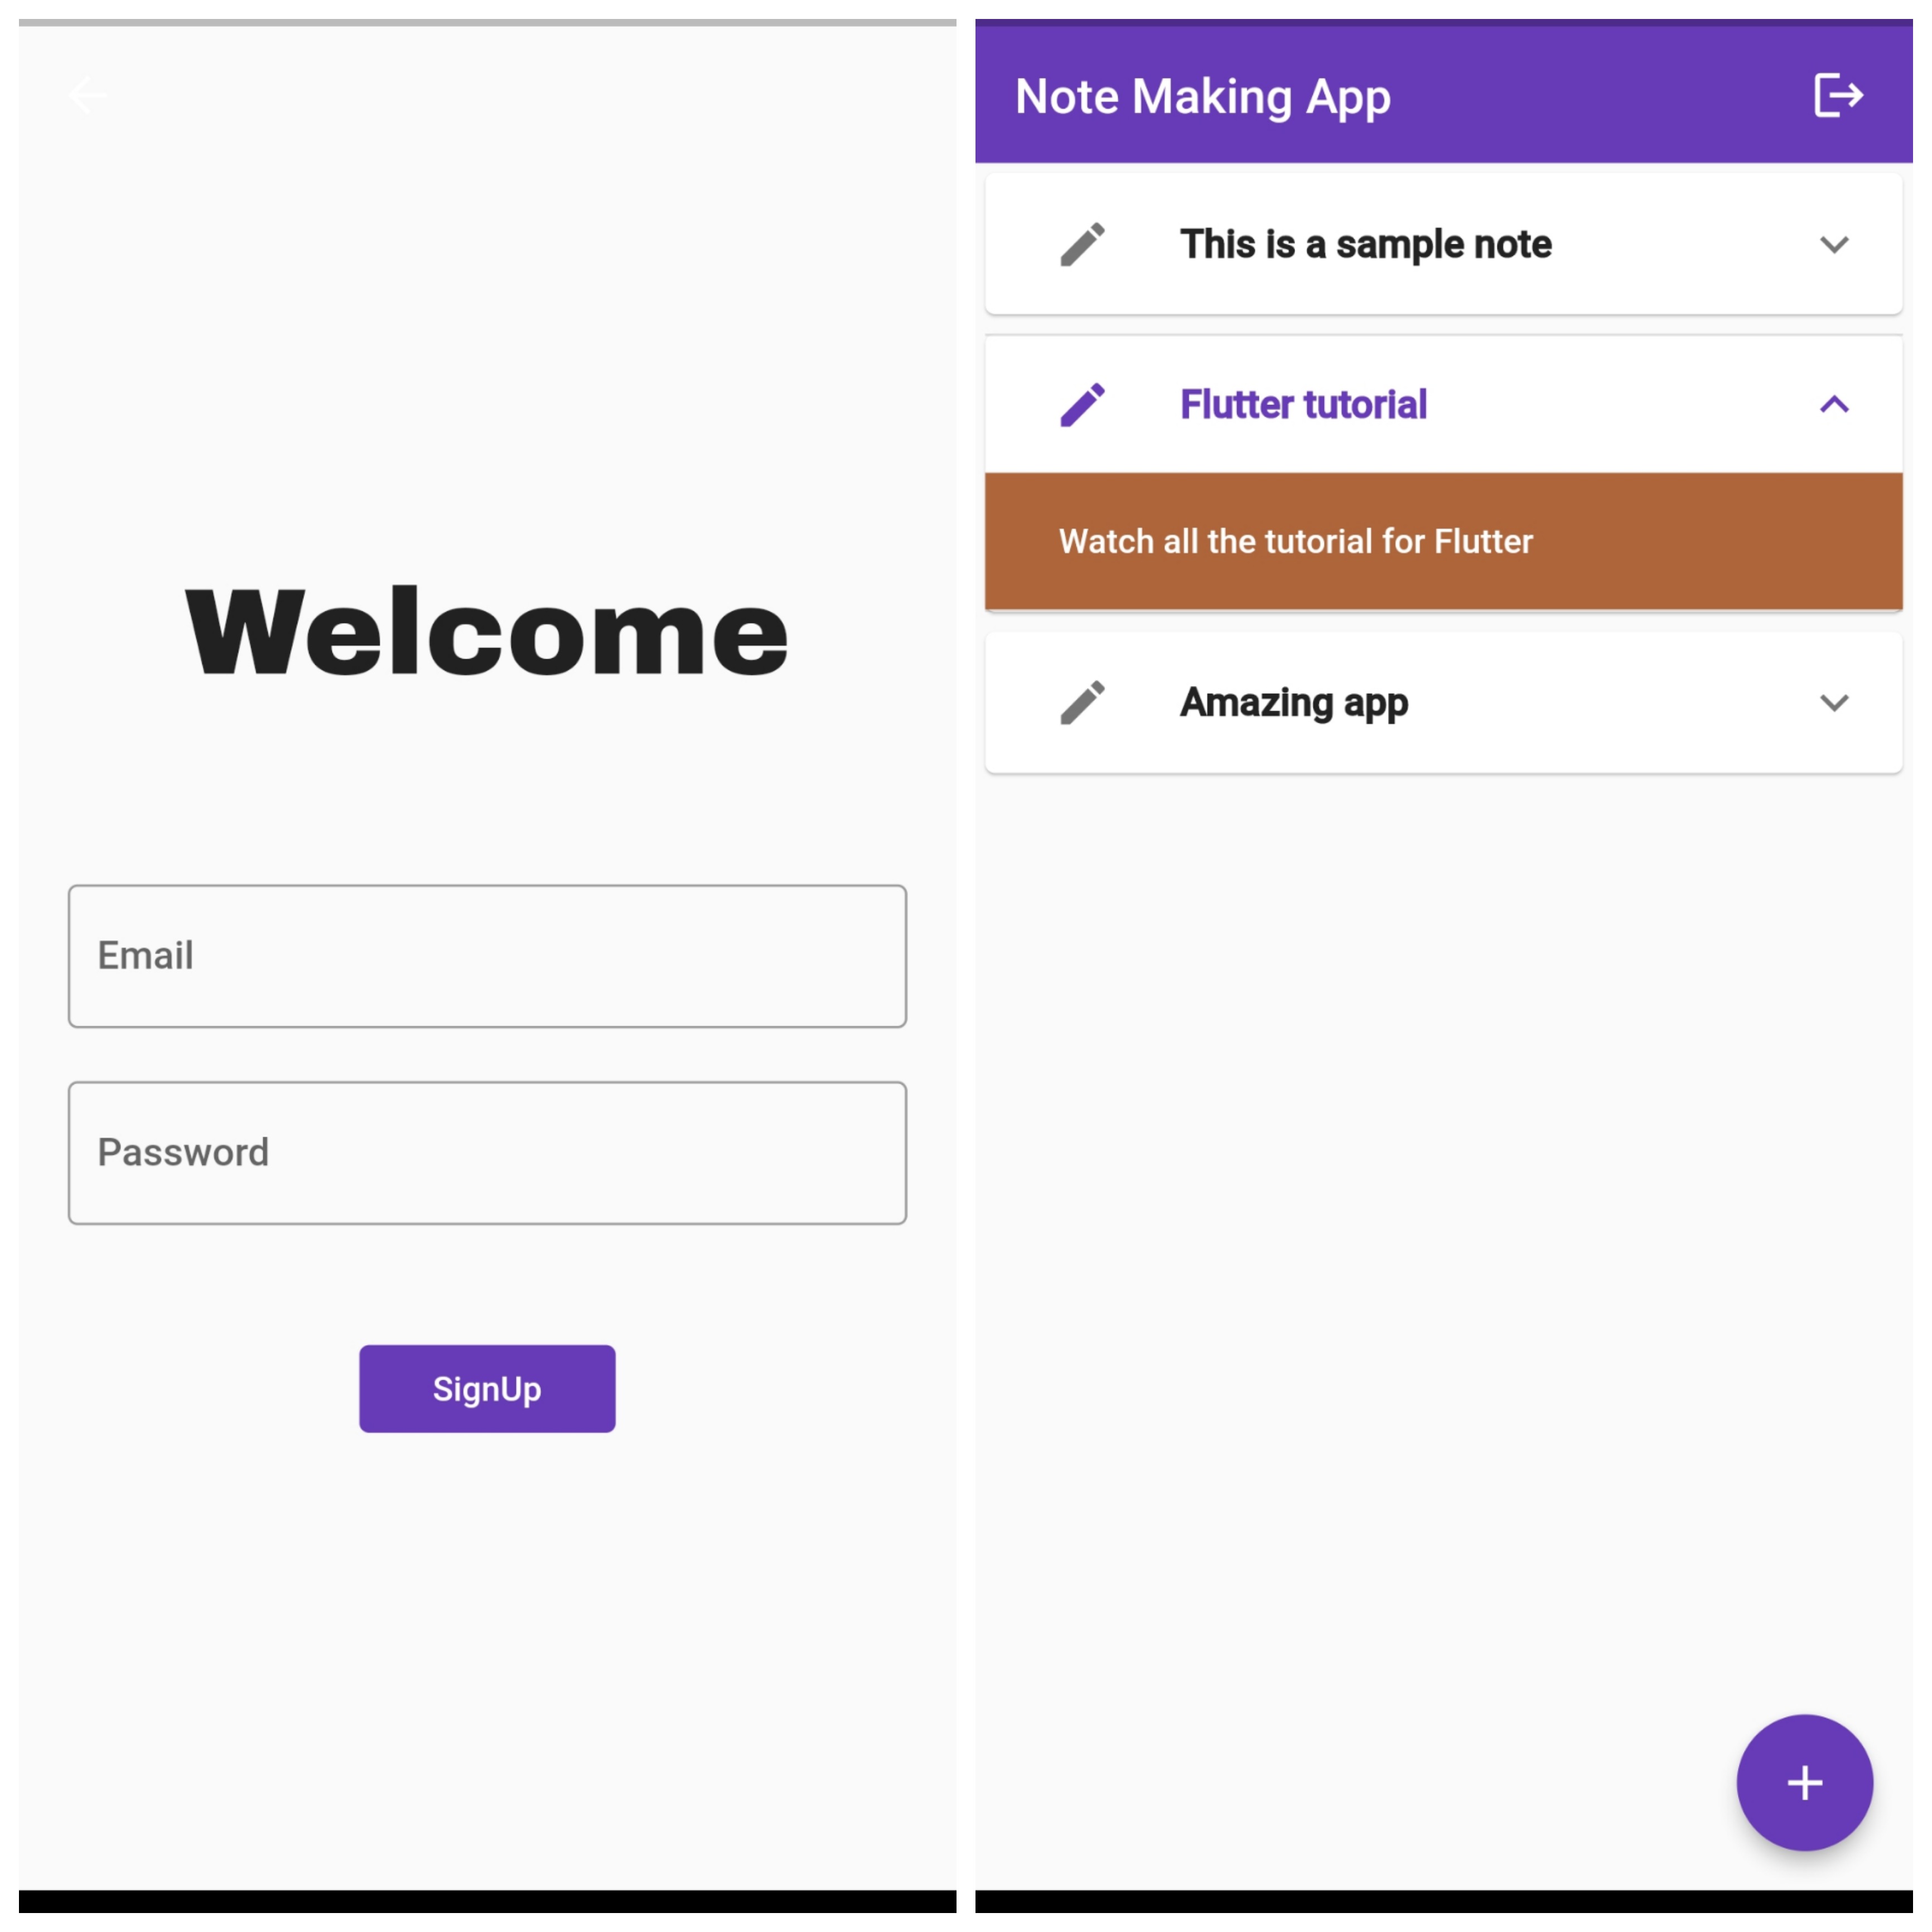 Welcome
Email
Password
SignUp
Note Making App
This is a sample note
Flutter tutorial
Watch all the tutorial for Flutter
Amazing app